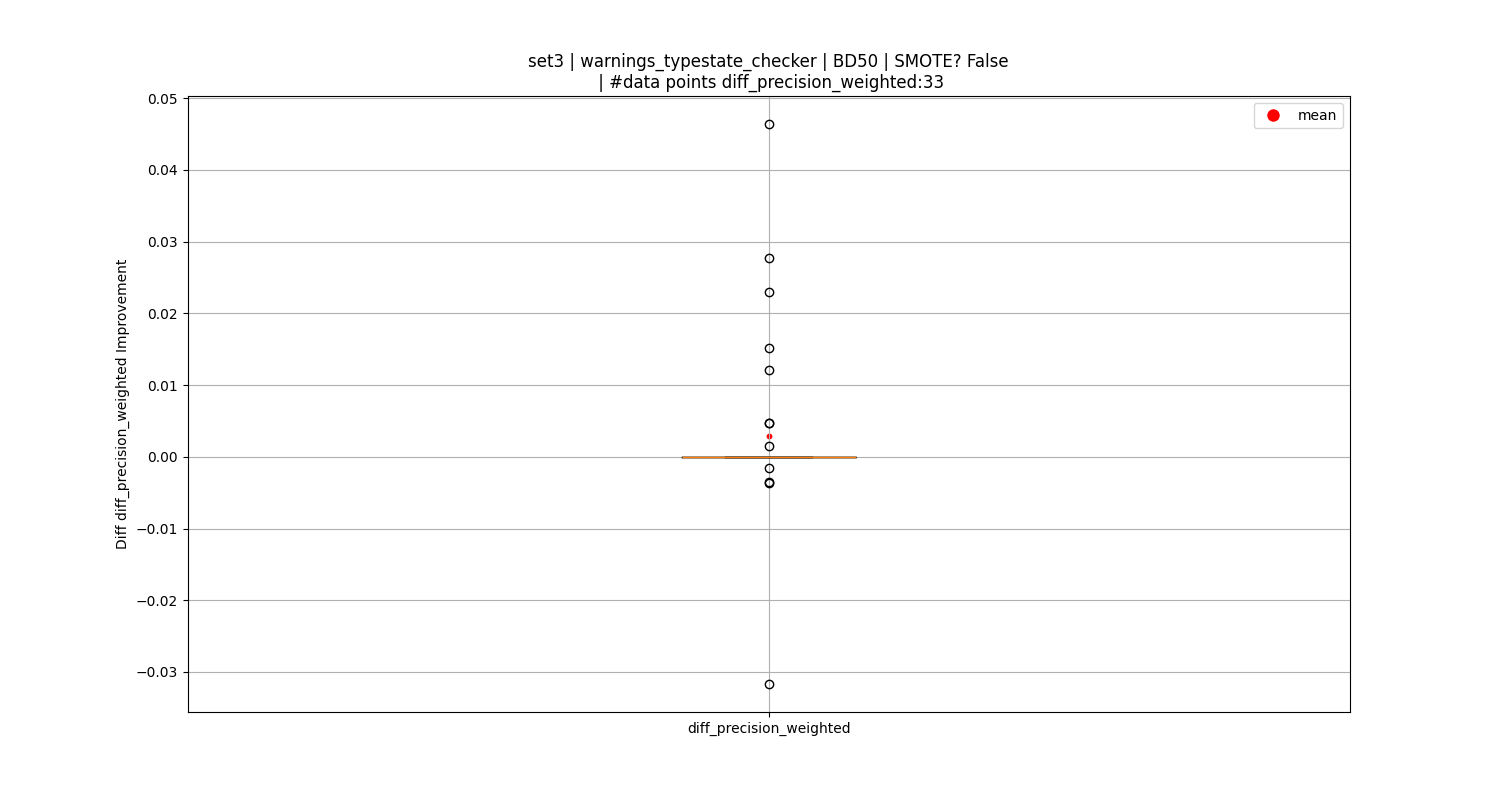 set3 | warnings_typestate_checker | BD50 | SMOTE? False
| #data points diff_precision_weighted:33
mean
0.05
0.04
0.03
0.02
0.01
0.00
−0.01
−0.02
−0.03
Diff diff_precision_weighted Improvement
diff_precision_weighted